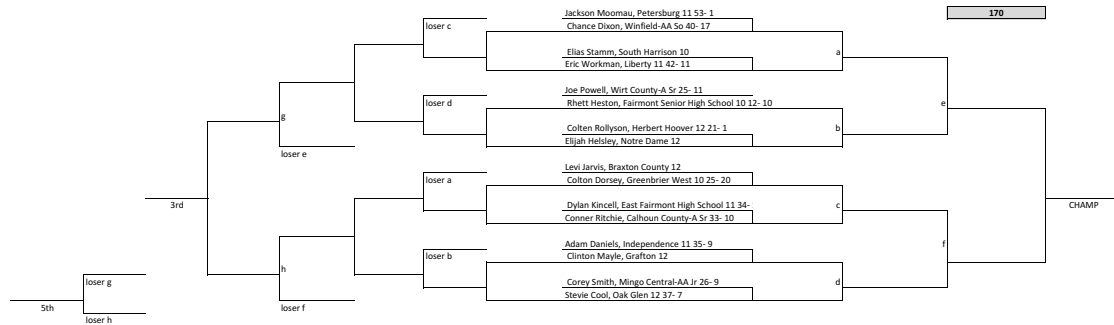 Jackson Moomau, Petersburg 11 53- 1
170
loser c
Chance Dixon, Winfield-AA So 40- 17
Elias Stamm, South Harrison 10
a
Eric Workman, Liberty 11 42- 11
Joe Powell, Wirt County-A Sr 25- 11
loser d
Rhett Heston, Fairmont Senior High School 10 12- 10
e
g
Colten Rollyson, Herbert Hoover 12 21- 1
b
Elijah Helsley, Notre Dame 12
loser e
Levi Jarvis, Braxton County 12
loser a
Colton Dorsey, Greenbrier West 10 25- 20
3rd
Dylan Kincell, East Fairmont High School 11 34-
c
CHAMP
Conner Ritchie, Calhoun County-A Sr 33- 10
Adam Daniels, Independence 11 35- 9
f
loser b
Clinton Mayle, Grafton 12
h
loser g
Corey Smith, Mingo Central-AA Jr 26- 9
d
Stevie Cool, Oak Glen 12 37- 7
5th
loser f
loser h